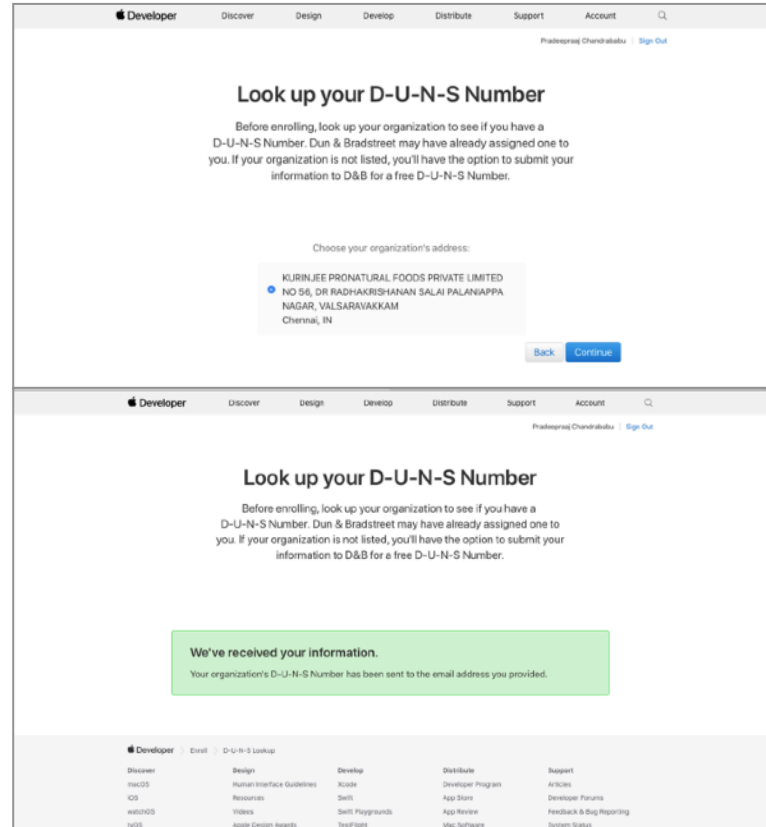 Developer Discover Design Develop Distribute Support Account
Pradeepraaj Chandrababu Sign Out
Look up your D-U-N-S Number
Before enrolling, look up your organization to see if you have a
D-U-N-S Number. Dun & Bradstreet may have already assigned one to
you. If your organization is not listed, you'll have the option to submit your
information to D&B for a free D-U-N-S Number.
Choose your organization's address:
KURINJEE PRONATURAL FOODS PRIVATE LIMITED
NO 56, DR RADHAKRISHANAN SALAI PALANIAPPA
NAGAR, VALSARAVAKKAM
Chennai, IN
Back Continue
Developer Discover Design Develop Distribute Support Account
Pradeepraaj Chandrababu Sign Out
Look up your D-U-N-S Number
Before enrolling, look up your organization to see if you have a
D-U-N-S Number. Dun & Bradstreet may have already assigned one to
you. If your organization is not listed, you'll have the option to submit your
information to D&B for a free D-U-N-S Number.
We've received your information.
Your organization's D-U-N-S Number has been sent to the email address you provided.
Developer Enroll D-U-N-S Lookup
Discover Design Develop Distribute Support
macOS Human Interface Guidelines Xcode Developer Program Articles
iOS Resources Swift App Store Developer Forums
watchOS Videos Swift Playgrounds App Review Feedback & Bug Reporting
tvOS Apple Design Awards TestFlight Mac Software System Status